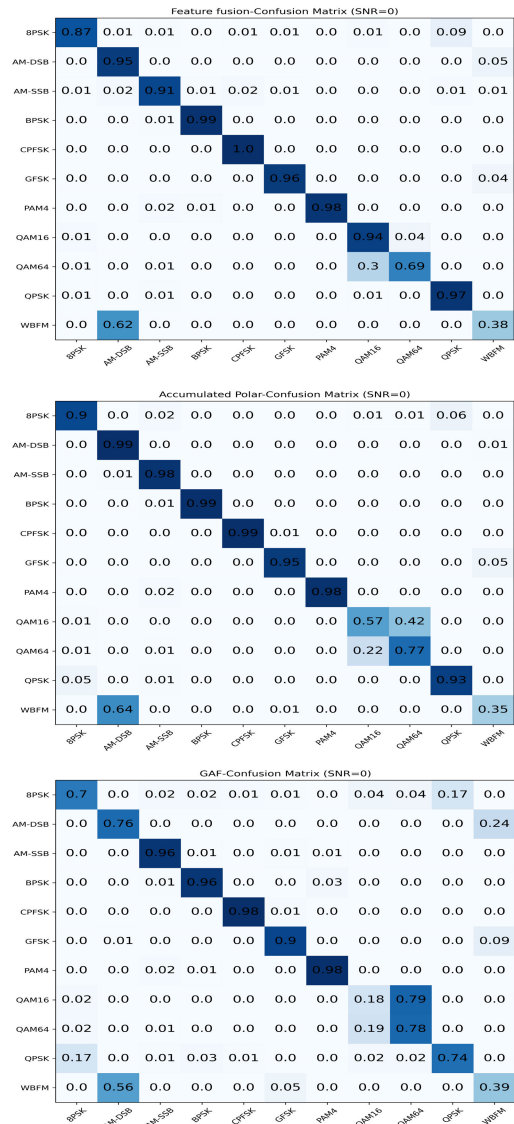 Feature fusion-Confusion Matrix (SNR=0)
8PSK 0.87 0.01 0.01 0.0 0.01 0.01 0.0 0.01 0.0 0.09 0.0
AM-DSB 0.0 0.95 0.0 0.0 0.0 0.0 0.0 0.0 0.0 0.0 0.05
AM-SSB 0.01 0.02 0.91 0.01 0.02 0.01 0.0 0.0 0.0 0.01 0.01
BPSK 0.0 0.0 0.01 0.99 0.0 0.0 0.0 0.0 0.0 0.0 0.0
CPFSK 0.0 0.0 0.0 0.0 1.0 0.0 0.0 0.0 0.0 0.0 0.0
GFSK 0.0 0.0 0.0 0.0 0.0 0.96 0.0 0.0 0.0 0.0 0.04
PAM4 0.0 0.0 0.02 0.01 0.0 0.0 0.98 0.0 0.0 0.0 0.0
QAM16 0.01 0.0 0.0 0.0 0.0 0.0 0.0 0.94 0.04 0.0 0.0
QAM64 0.01 0.0 0.01 0.0 0.0 0.0 0.0 0.3 0.69 0.0 0.0
QPSK 0.01 0.0 0.01 0.0 0.0 0.0 0.0 0.01 0.0 0.97 0.0
WBFM 0.0 0.62 0.0 0.0 0.0 0.0 0.0 0.0 0.0 0.0 0.38
8PSK AM-DSB AM-SSB BPSK CPFSK GFSK PAM4 QAM16 QAM64 QPSK WBFM
Accumulated Polar-Confusion Matrix (SNR=0)
8PSK 0.9 0.0 0.02 0.0 0.0 0.0 0.0 0.01 0.01 0.06 0.0
AM-DSB 0.0 0.99 0.0 0.0 0.0 0.0 0.0 0.0 0.0 0.0 0.01
AM-SSB 0.0 0.01 0.98 0.0 0.0 0.0 0.0 0.0 0.0 0.0 0.0
BPSK 0.0 0.0 0.01 0.99 0.0 0.0 0.0 0.0 0.0 0.0 0.0
CPFSK 0.0 0.0 0.0 0.0 0.99 0.01 0.0 0.0 0.0 0.0 0.0
GFSK 0.0 0.0 0.0 0.0 0.0 0.95 0.0 0.0 0.0 0.0 0.05
PAM4 0.0 0.0 0.02 0.0 0.0 0.0 0.98 0.0 0.0 0.0 0.0
QAM16 0.01 0.0 0.01 0.0 0.0 0.0 0.0 0.57 0.42 0.0 0.0
QAM64 0.01 0.0 0.01 0.0 0.0 0.0 0.0 0.22 0.77 0.0 0.0
QPSK 0.05 0.0 0.01 0.0 0.0 0.0 0.0 0.0 0.0 0.93 0.0
WBFM 0.0 0.64 0.0 0.0 0.0 0.01 0.0 0.0 0.0 0.0 0.35
8PSK AM-DSB AM-SSB BPSK CPFSK GFSK PAM4 QAM16 QAM64 QPSK WBFM
GAF-Confusion Matrix (SNR=0)
8PSK 0.7 0.0 0.02 0.02 0.01 0.01 0.0 0.04 0.04 0.17 0.0
AM-DSB 0.0 0.76 0.0 0.0 0.0 0.0 0.0 0.0 0.0 0.0 0.24
AM-SSB 0.0 0.0 0.96 0.01 0.0 0.01 0.01 0.0 0.0 0.0 0.0
BPSK 0.0 0.0 0.01 0.96 0.0 0.0 0.03 0.0 0.0 0.0 0.0
CPFSK 0.0 0.0 0.0 0.0 0.98 0.01 0.0 0.0 0.0 0.0 0.0
GFSK 0.0 0.01 0.0 0.0 0.0 0.9 0.0 0.0 0.0 0.0 0.09
PAM4 0.0 0.0 0.02 0.01 0.0 0.0 0.98 0.0 0.0 0.0 0.0
QAM16 0.02 0.0 0.0 0.0 0.0 0.0 0.0 0.18 0.79 0.0 0.0
QAM64 0.02 0.0 0.01 0.0 0.0 0.0 0.0 0.19 0.78 0.0 0.0
QPSK 0.17 0.0 0.01 0.03 0.01 0.0 0.0 0.02 0.02 0.74 0.0
WBFM 0.0 0.56 0.0 0.0 0.0 0.05 0.0 0.0 0.0 0.0 0.39
8PSK AM-DSB AM-SSB BPSK CPFSK GFSK PAM4 QAM16 QAM64 QPSK WBFM